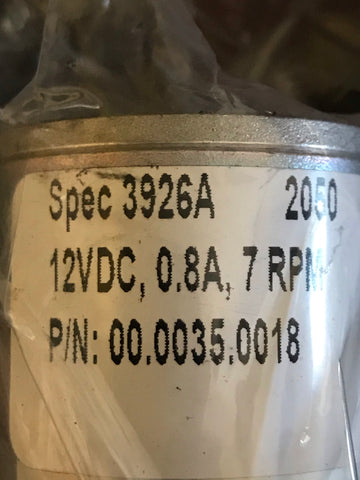 Spec 3926A 2050
12VDC, 0.8A, 7 RPM
P/N: 00.0035.0018